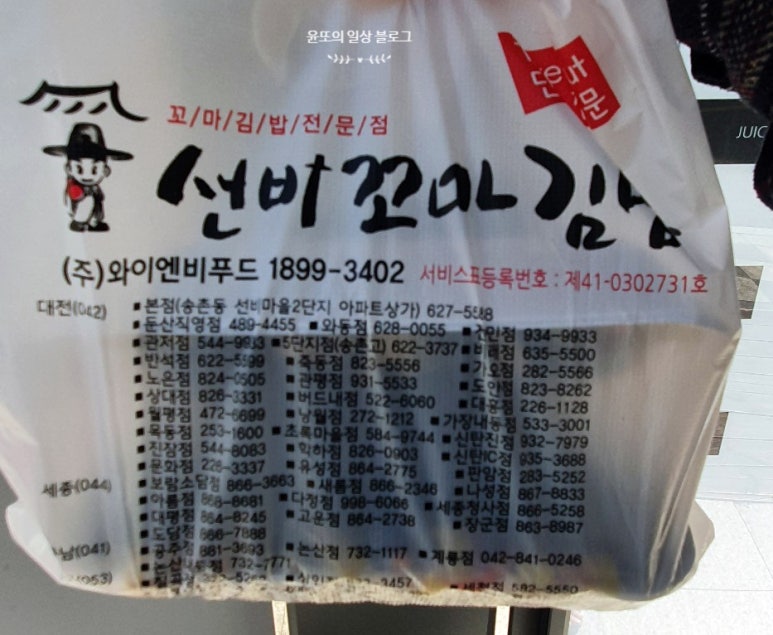 윤또의 일상 블로그
꼬/마/김/밥/전/문/점
선비꼬마김밥
JUIC
(주)와이엔비푸드 1899-3402 서비스표등록번호 : 제41-0302731호
대전(042) ■본점(송촌동 선비마을2단지 아파트상가)
■둔산직영점 489-4455 ■와동점 628-0055 934-9933
■관저점 ■5단지점(송촌고) 622-3737 ■비래점 635-5500
■반석점 ■죽동점 823-5556 ■가오점 282-5566
■노은점 824-0505 ■관평점 931-5533 ■도안점 823-8262
■상대점 826-3331 ■버드내점 522-6060 ■대흥점 226-1128
■월평점 472-6699 ■낭월점 272-1212 ■가장내동점 533-3001
■목동점 253-1600 ■초록마을점 584-9744 ■신탄진점 932-7979
■진잠점 544-8083 ■학하점 826-0903 ■신탄IC점 935-3688
■문화점 226-3337 ■유성점 864-2775 ■판암점 283-5252
세종(044) ■보람소담점 866-3663 ■새롬점 866-2346 ■나성점 867-8833
■아름점 868-8681 ■다정점 998-6066 ■세종청사점 866-5258
■대평점 864-8245 ■고운점 864-2738 ■장군점 863-8987
■도담점 866-7888
(041) ■공주점 881-3693 ■논산점 732-1117 ■계룡점 042-841-0246
732-7771